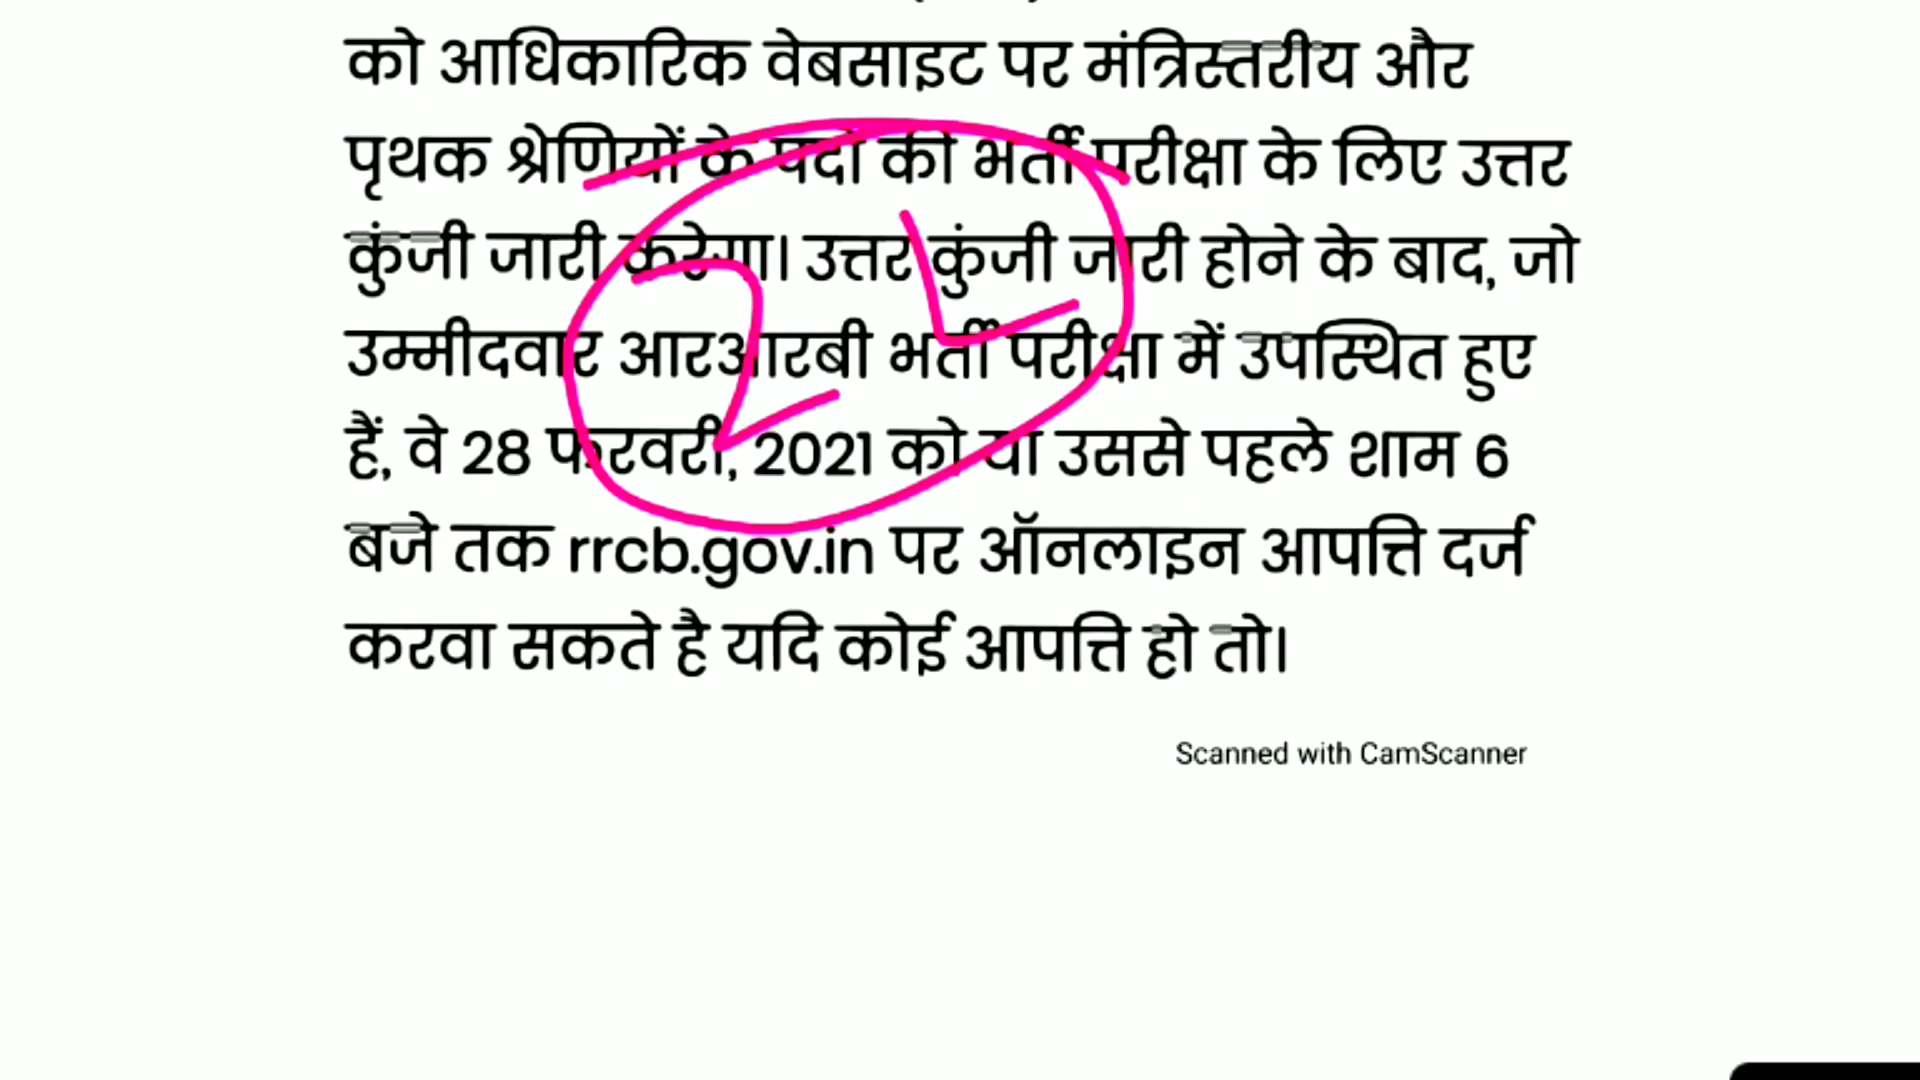 को आधिकारिक वेबसाइट पर मंत्रिस्तरीय और
पृथक श्रेणियों के पदों की भर्ती परीक्षा के लिए उत्तर
कुंजी जारी करेगा। उत्तर कुंजी जारी होने के बाद, जो
उम्मीदवार आरआरबी भर्ती परीक्षा में उपस्थित हुए
हैं, वे 28 फरवरी, 2021 को या उससे पहले शाम 6
बजे तक rrcb.gov.in पर ऑनलाइन आपत्ति दर्ज
करवा सकते है यदि कोई आपत्ति हो तो।
Scanned with CamScanner